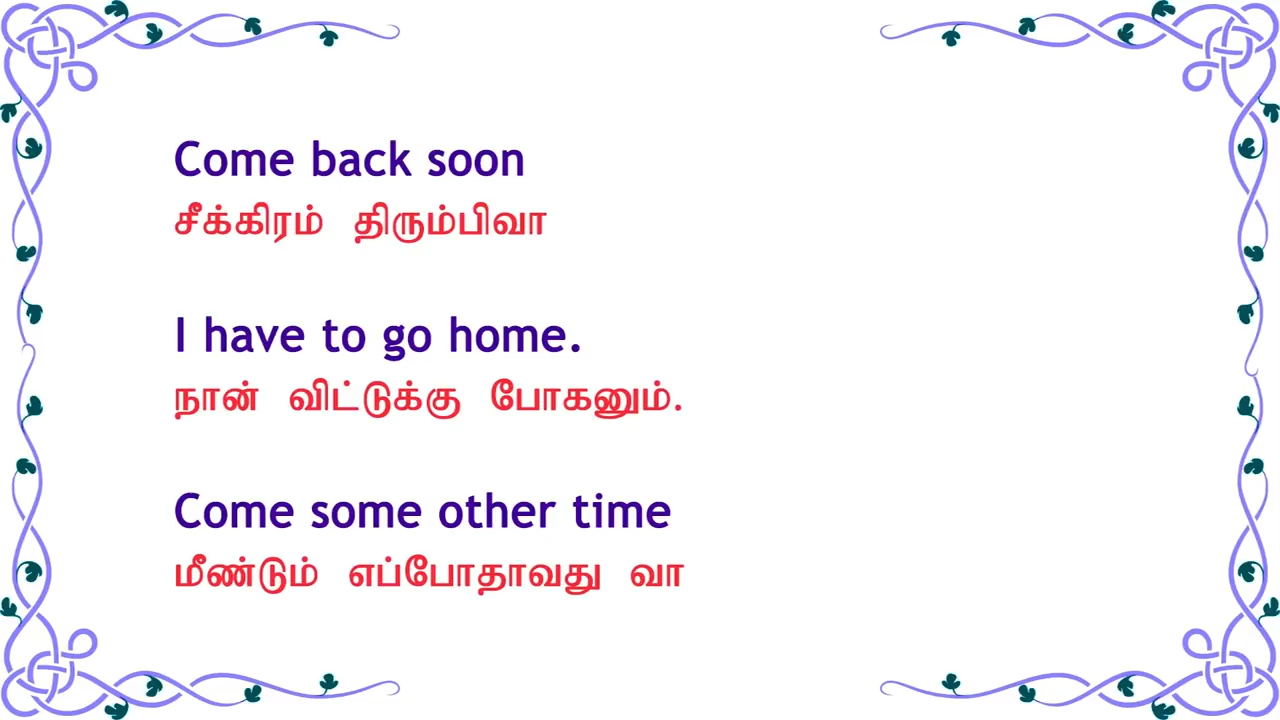 Come back soon
சீக்கிரம் திரும்பிவா
I have to go home.
நான் விட்டுக்கு போகனும்.
Come some other time
மீண்டும் எப்போதாவது வா